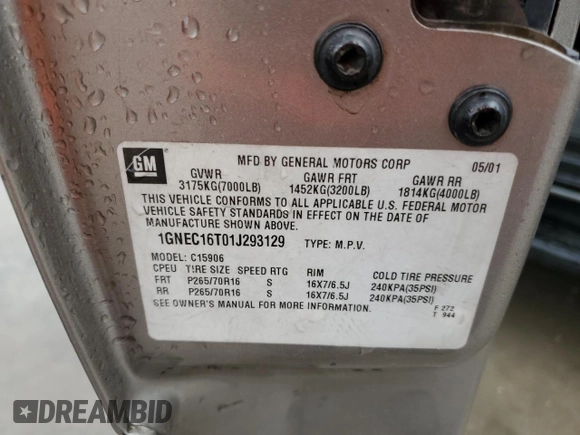 GM
MFD BY GENERAL MOTORS CORP 05/01
GVWR GAWR FRT GAWR RR
3175KG(7000LB) 1452KG(3200LB) 1814KG(4000LB)
THIS VEHICLE CONFORMS TO ALL APPLICABLE U.S. FEDERAL MOTOR
VEHICLE SAFETY STANDARDS IN EFFECT ON THE DATE OF
MANUFACTURE SHOWN ABOVE.
1GNEC16T01J293129 TYPE: M.P.V.
MODEL: C15906
CPEU TIRE SIZE SPEED RTG RIM COLD TIRE PRESSURE
FRT P265/70R16 S 16X7/6.5J 240KPA(35PSI)
RR P265/70R16 S 16X7/6.5J 240KPA(35PSI)
SEE OWNER'S MANUAL FOR MORE INFORMATION.
F 272
T 944
DREAMBID